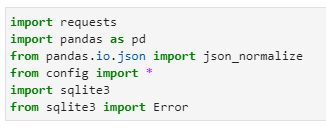 import requests
import pandas as pd
from pandas.io.json import json_normalize
from config import *
import sqlite3
from sqlite3 import Error